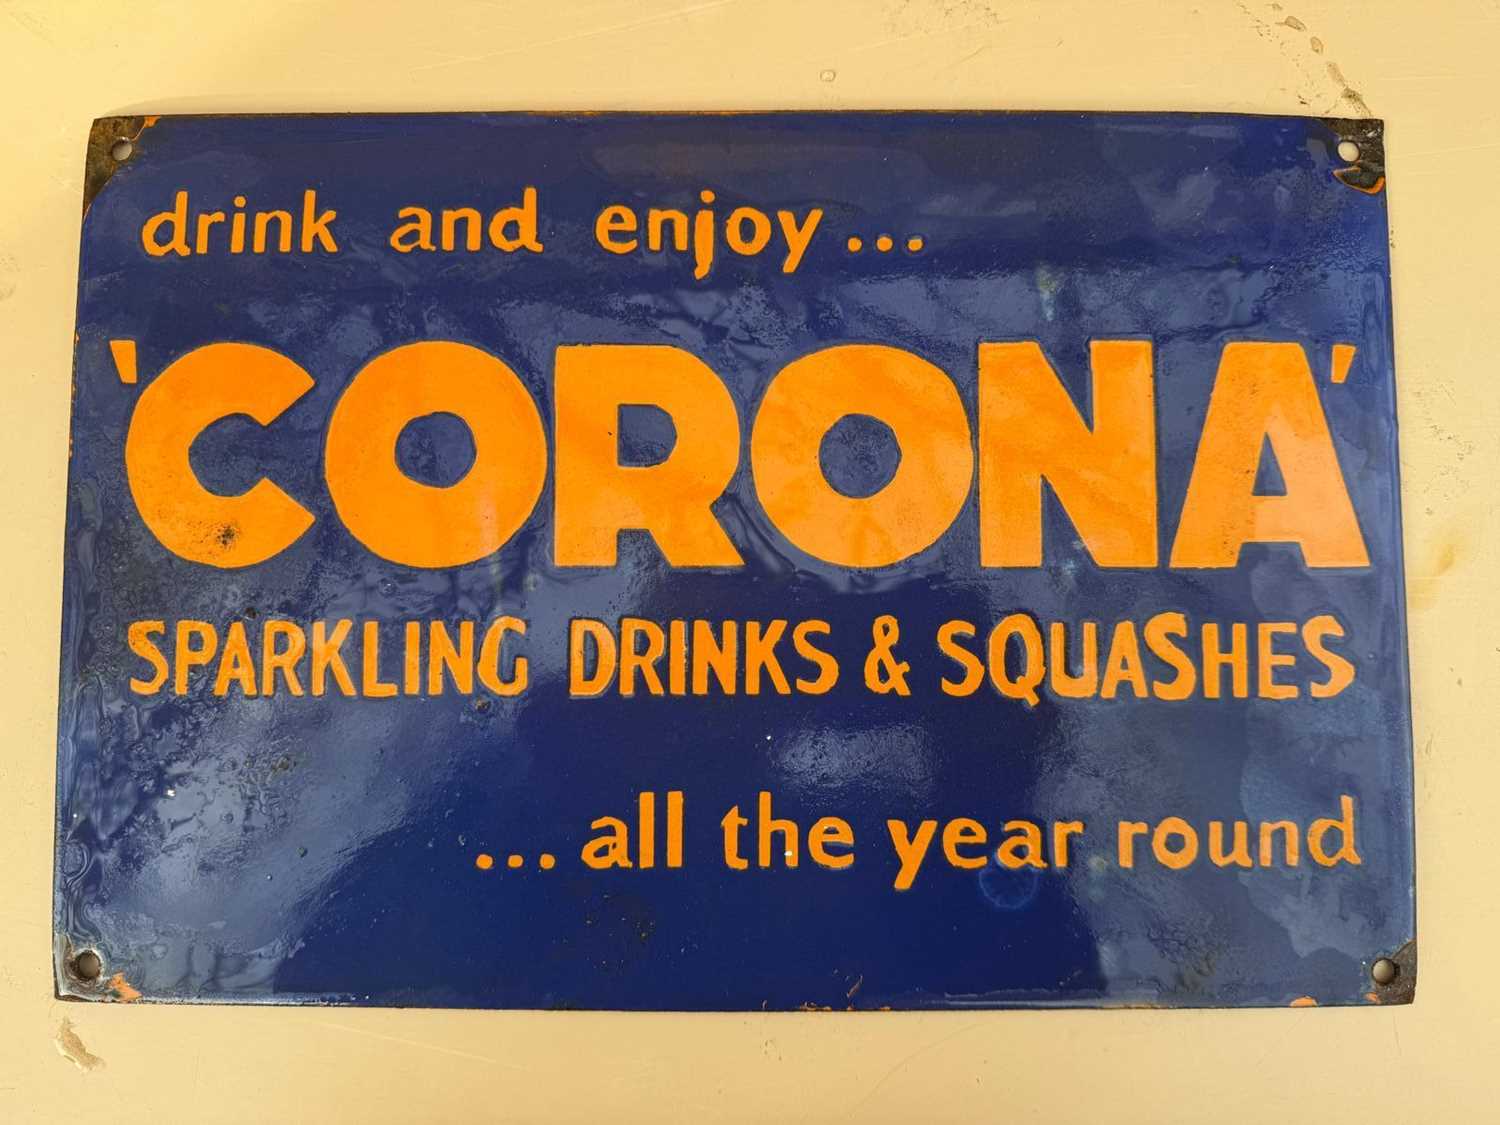 drink and enjoy...
'CORONA'
SPARKLING DRINKS & SQUASHES
...all the year round